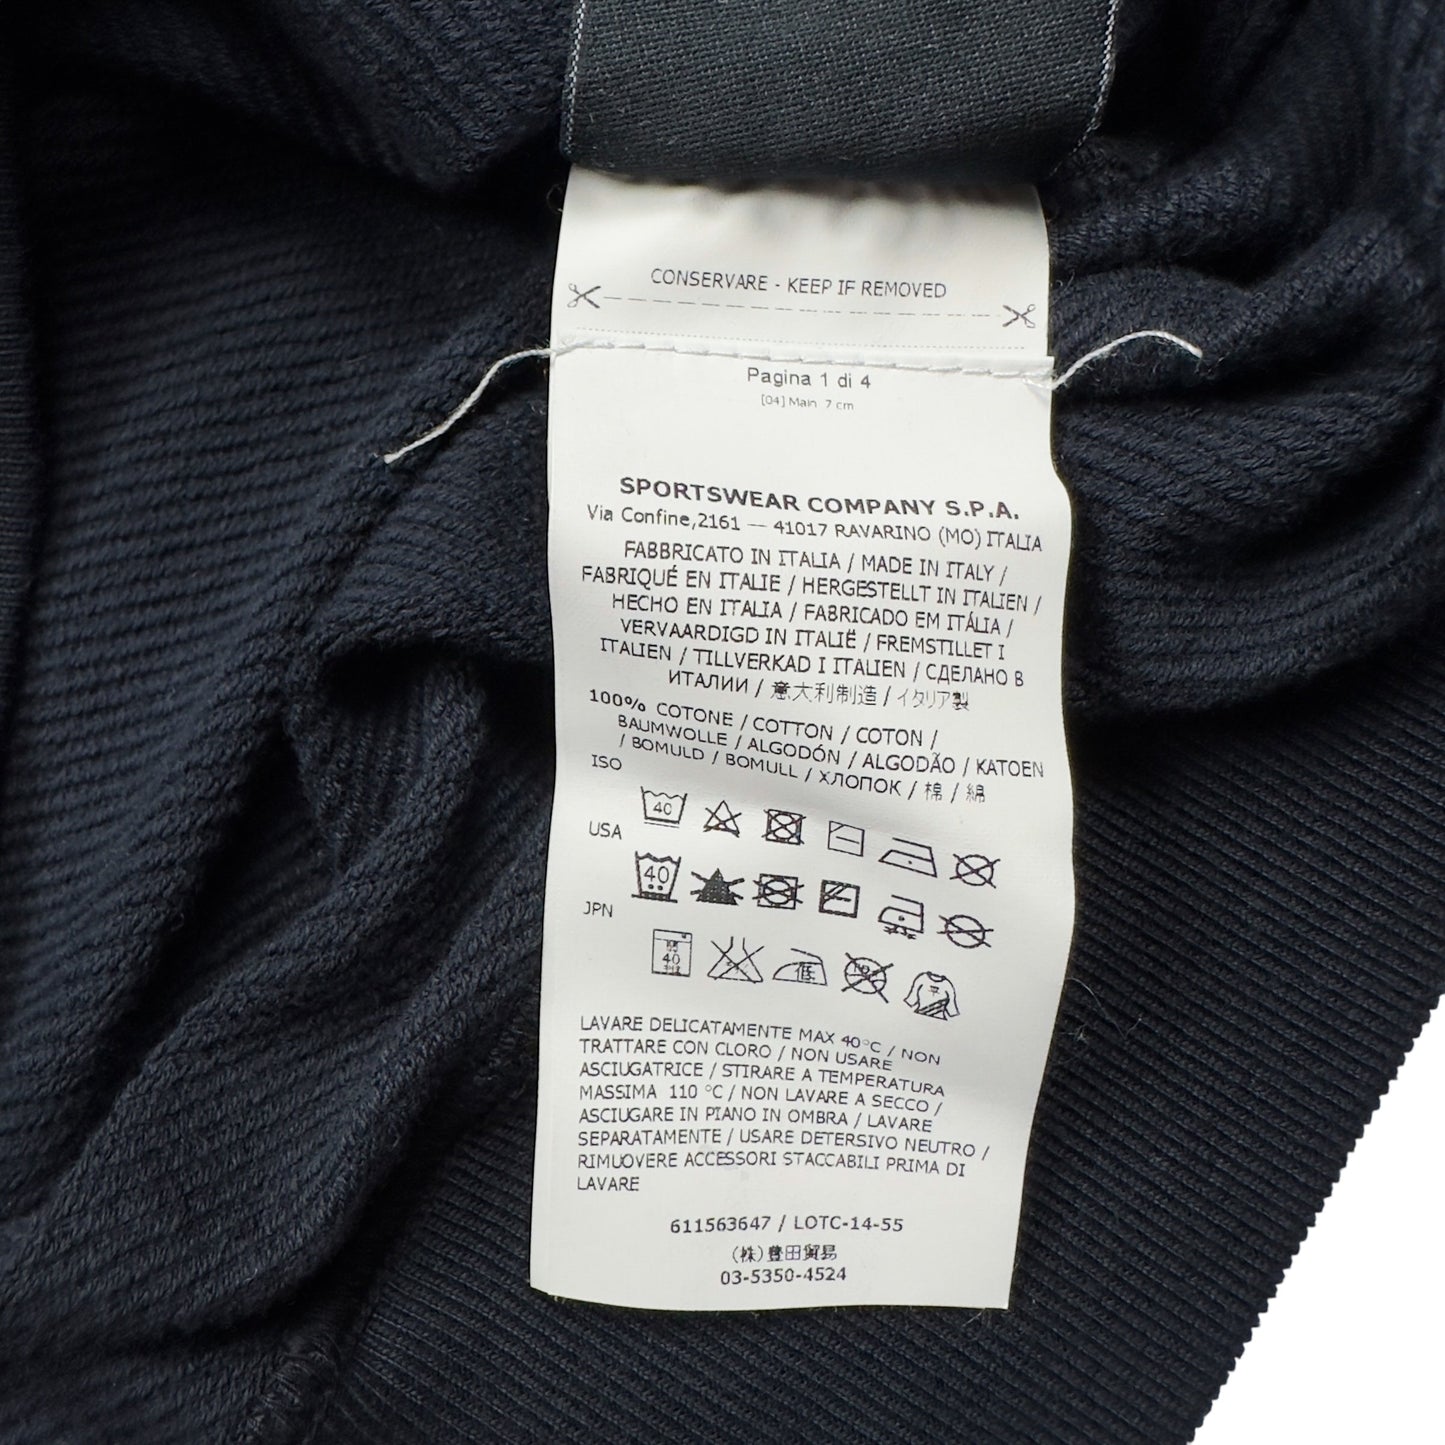 CONSERVARE - KEEP IF REMOVED
Pagina 1 di 4
[04] Main 7 cm
SPORTSWEAR COMPANY S.P.A.
Via Confine,2161 — 41017 RAVARINO (MO) ITALIA
FABBRICATO IN ITALIA / MADE IN ITALY /
FABRIQUÉ EN ITALIE / HERGESTELLT IN ITALIEN /
HECHO EN ITALIA / FABRICADO EM ITÁLIA /
VERVAARDIGD IN ITALIË / FREMSTILLET I
ITALIEN / TILLVERKAD I ITALIEN / СДЕЛАНО В
ИТАЛИИ / 意大利制造 / イタリア製
100% COTONE / COTTON / COTON /
BAUMWOLLE / ALGODÓN / ALGODÃO / KATOEN
/ BOMULD / BOMULL / ХЛОПОК / 棉 / 綿
ISO
40
USA
40
JPN
40 低 平
LAVARE DELICATAMENTE MAX 40°C / NON
TRATTARE CON CLORO / NON USARE
ASCIUGATRICE / STIRARE A TEMPERATURA
MASSIMA 110 °C / NON LAVARE A SECCO /
ASCIUGARE IN PIANO IN OMBRA / LAVARE
SEPARATAMENTE / USARE DETERSIVO NEUTRO /
RIMUOVERE ACCESSORI STACCABILI PRIMA DI
LAVARE
611563647 / LOTC-14-55
(株)豊田貿易
03-5350-4524